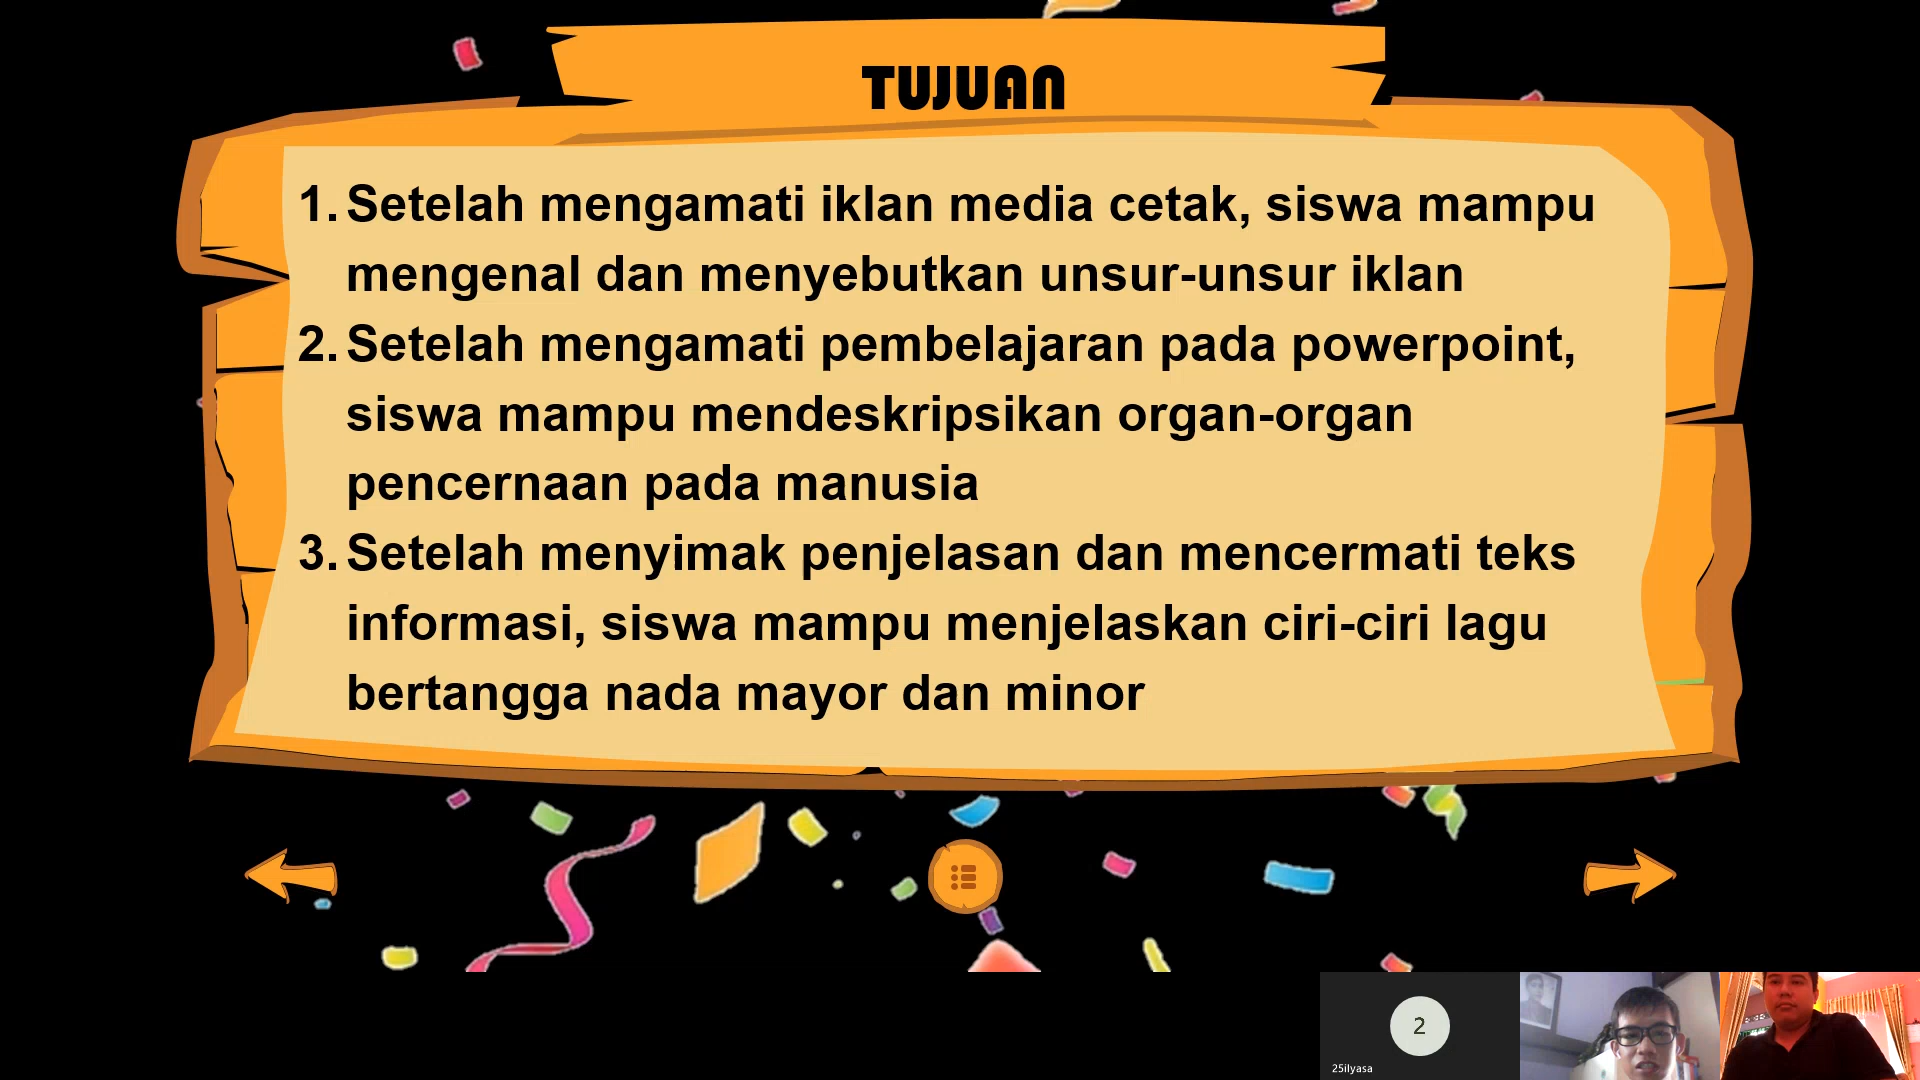 TUJUAN
1. Setelah mengamati iklan media cetak, siswa mampu
mengenal dan menyebutkan unsur-unsur iklan
2. Setelah mengamati pembelajaran pada powerpoint,
siswa mampu mendeskripsikan organ-organ
pencernaan pada manusia
3. Setelah menyimak penjelasan dan mencermati teks
informasi, siswa mampu menjelaskan ciri-ciri lagu
bertangga nada mayor dan minor
2
25ilyasa